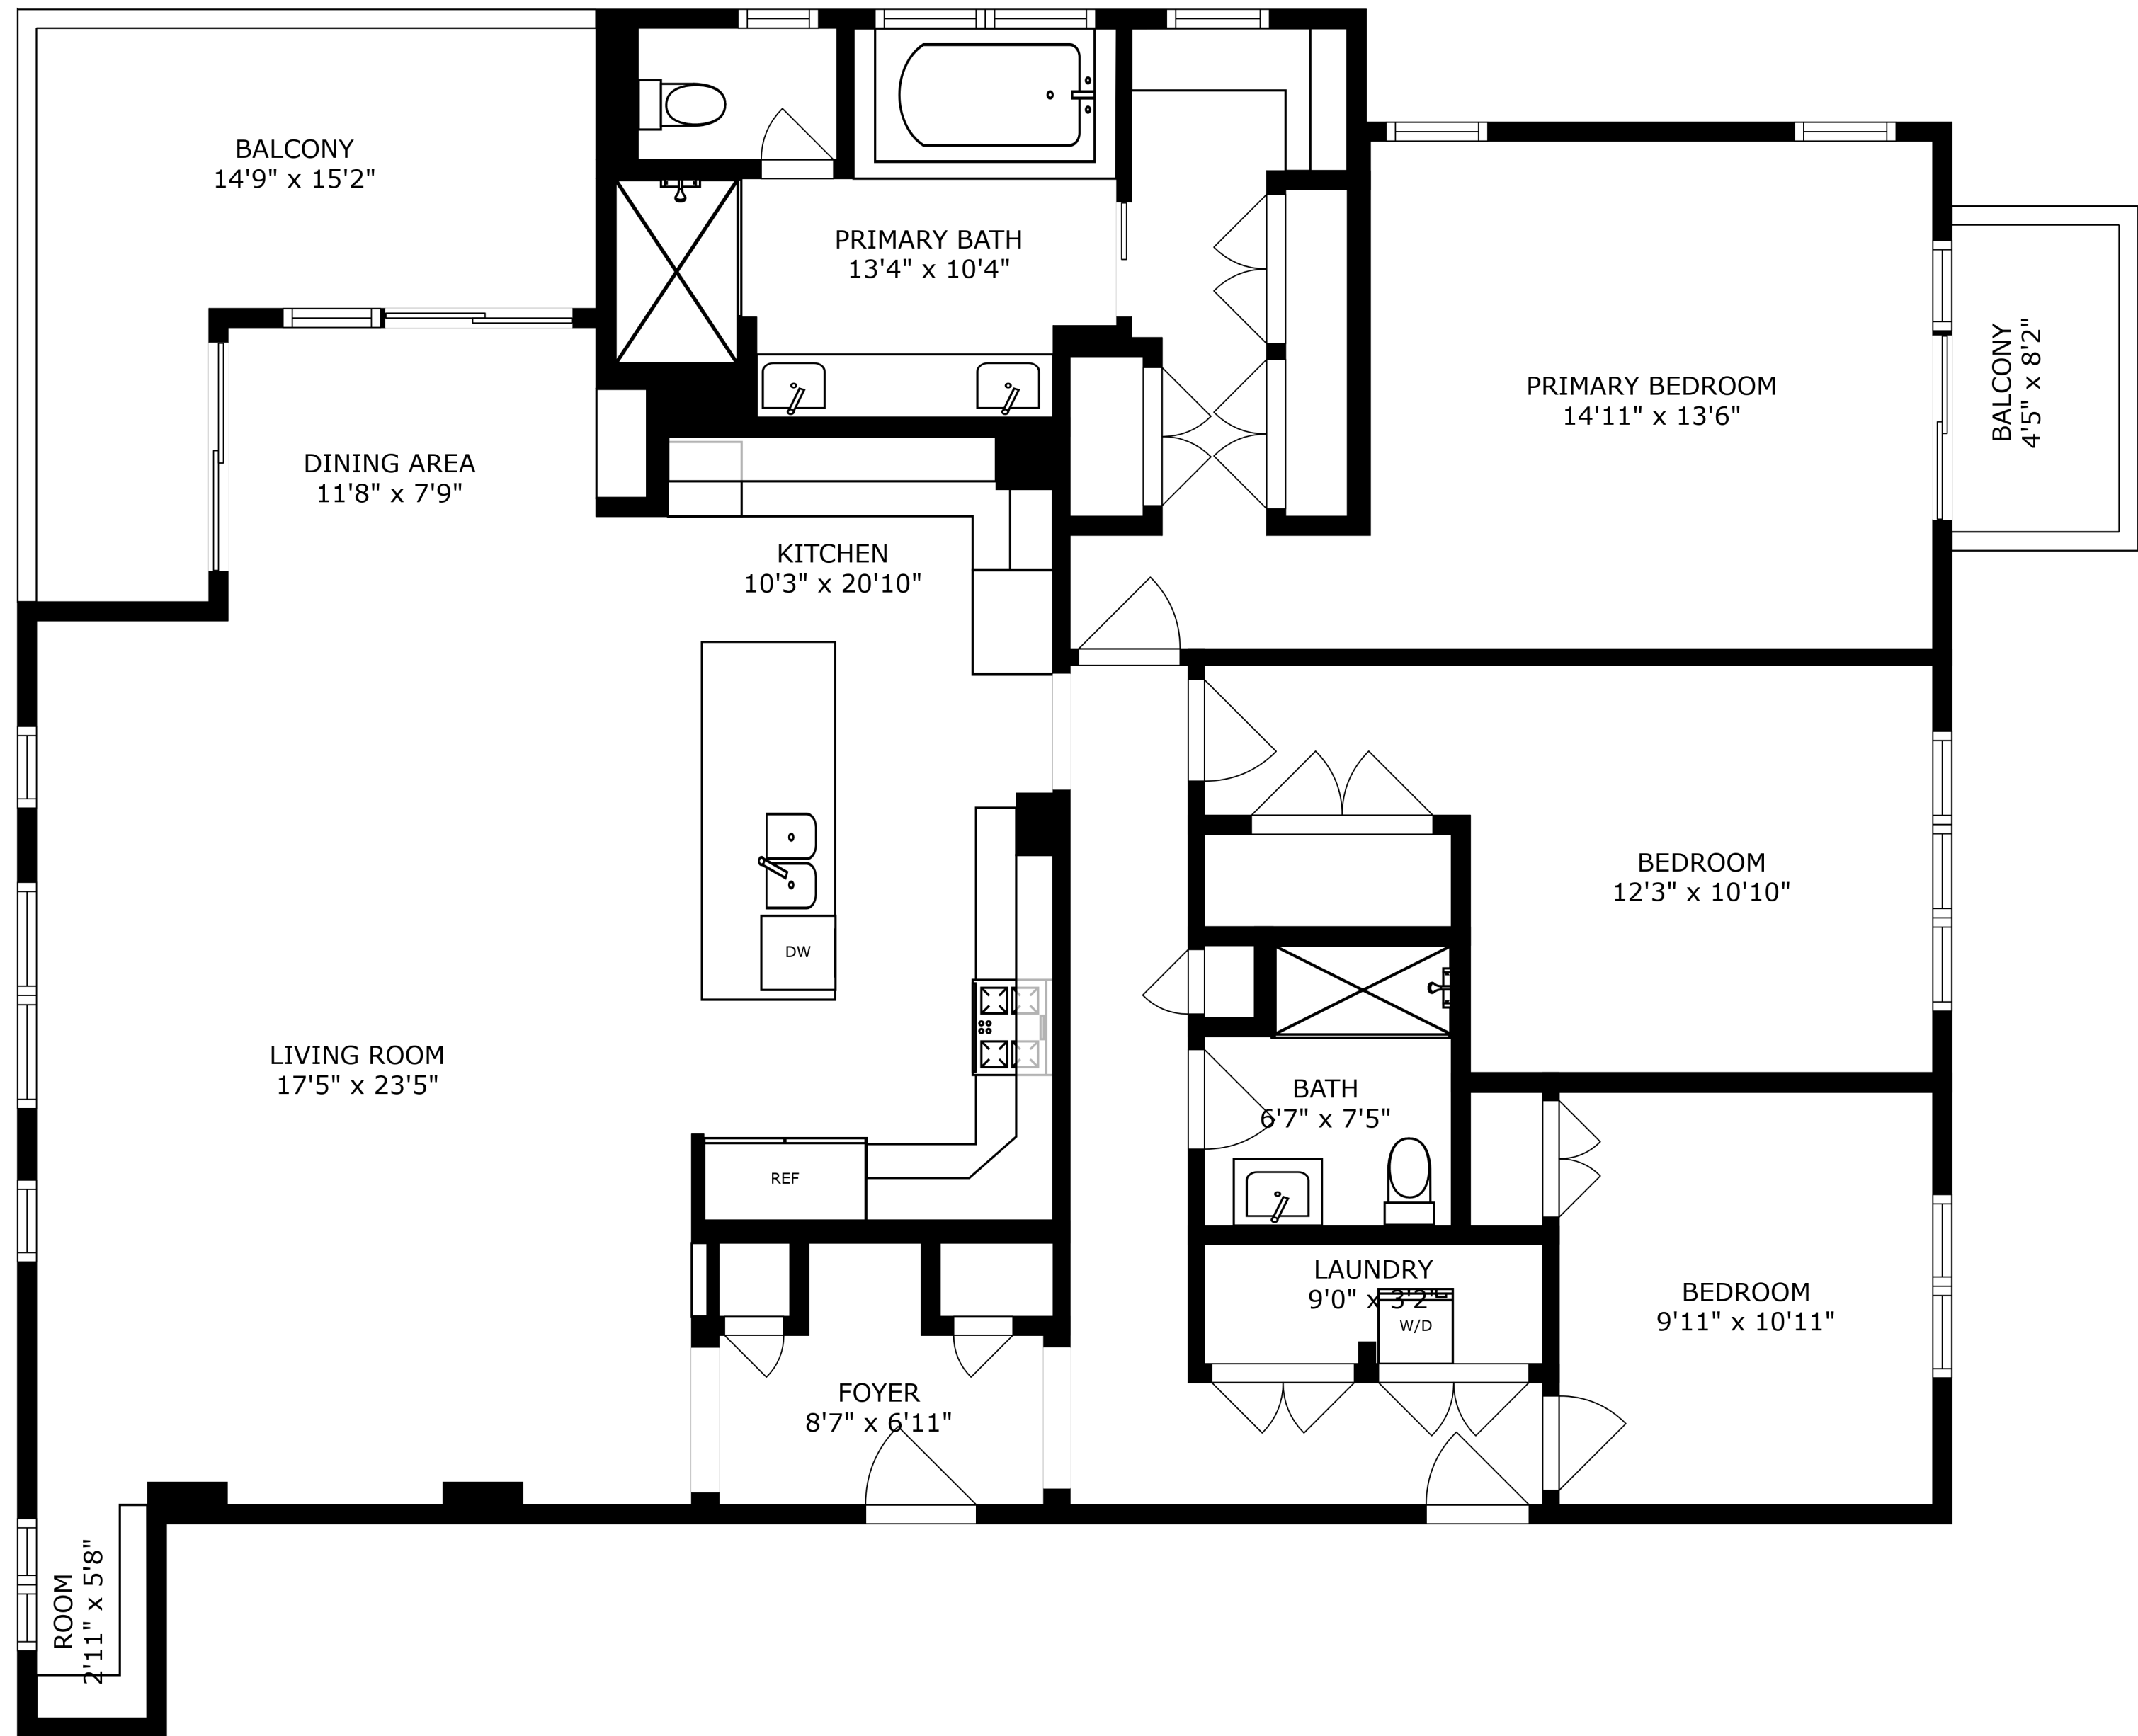 BALCONY
14'9" x 15'2"
PRIMARY BATH
13'4" x 10'4"
PRIMARY BEDROOM
14'11" x 13'6"
BALCONY
4'5" x 8'2"
DINING AREA
11'8" x 7'9"
KITCHEN
10'3" x 20'10"
BEDROOM
12'3" x 10'10"
DW
LIVING ROOM
17'5" x 23'5"
BATH
6'7" x 7'5"
REF
LAUNDRY
9'0" x 3'2"
W/D
BEDROOM
9'11" x 10'11"
FOYER
8'7" x 6'11"
ROOM
2'11" x 5'8"